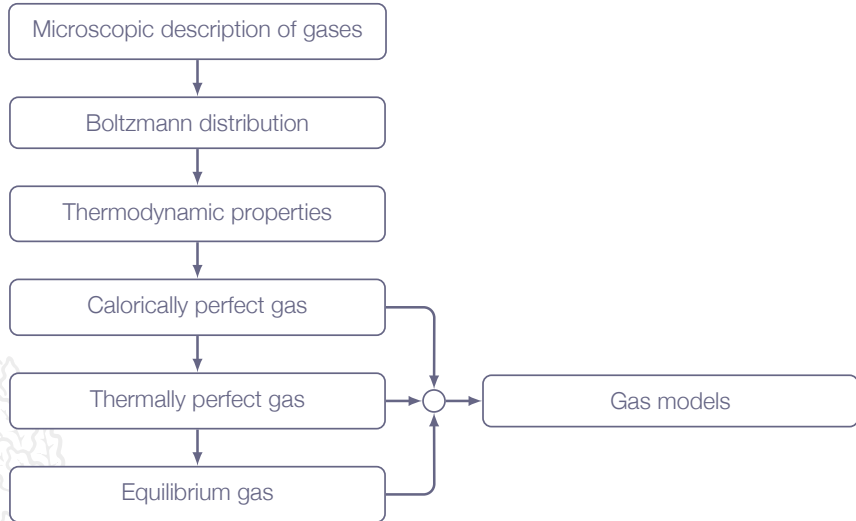 Microscopic description of gases
Boltzmann distribution
Thermodynamic properties
Calorically perfect gas
Thermally perfect gas
Gas models
Equilibrium gas